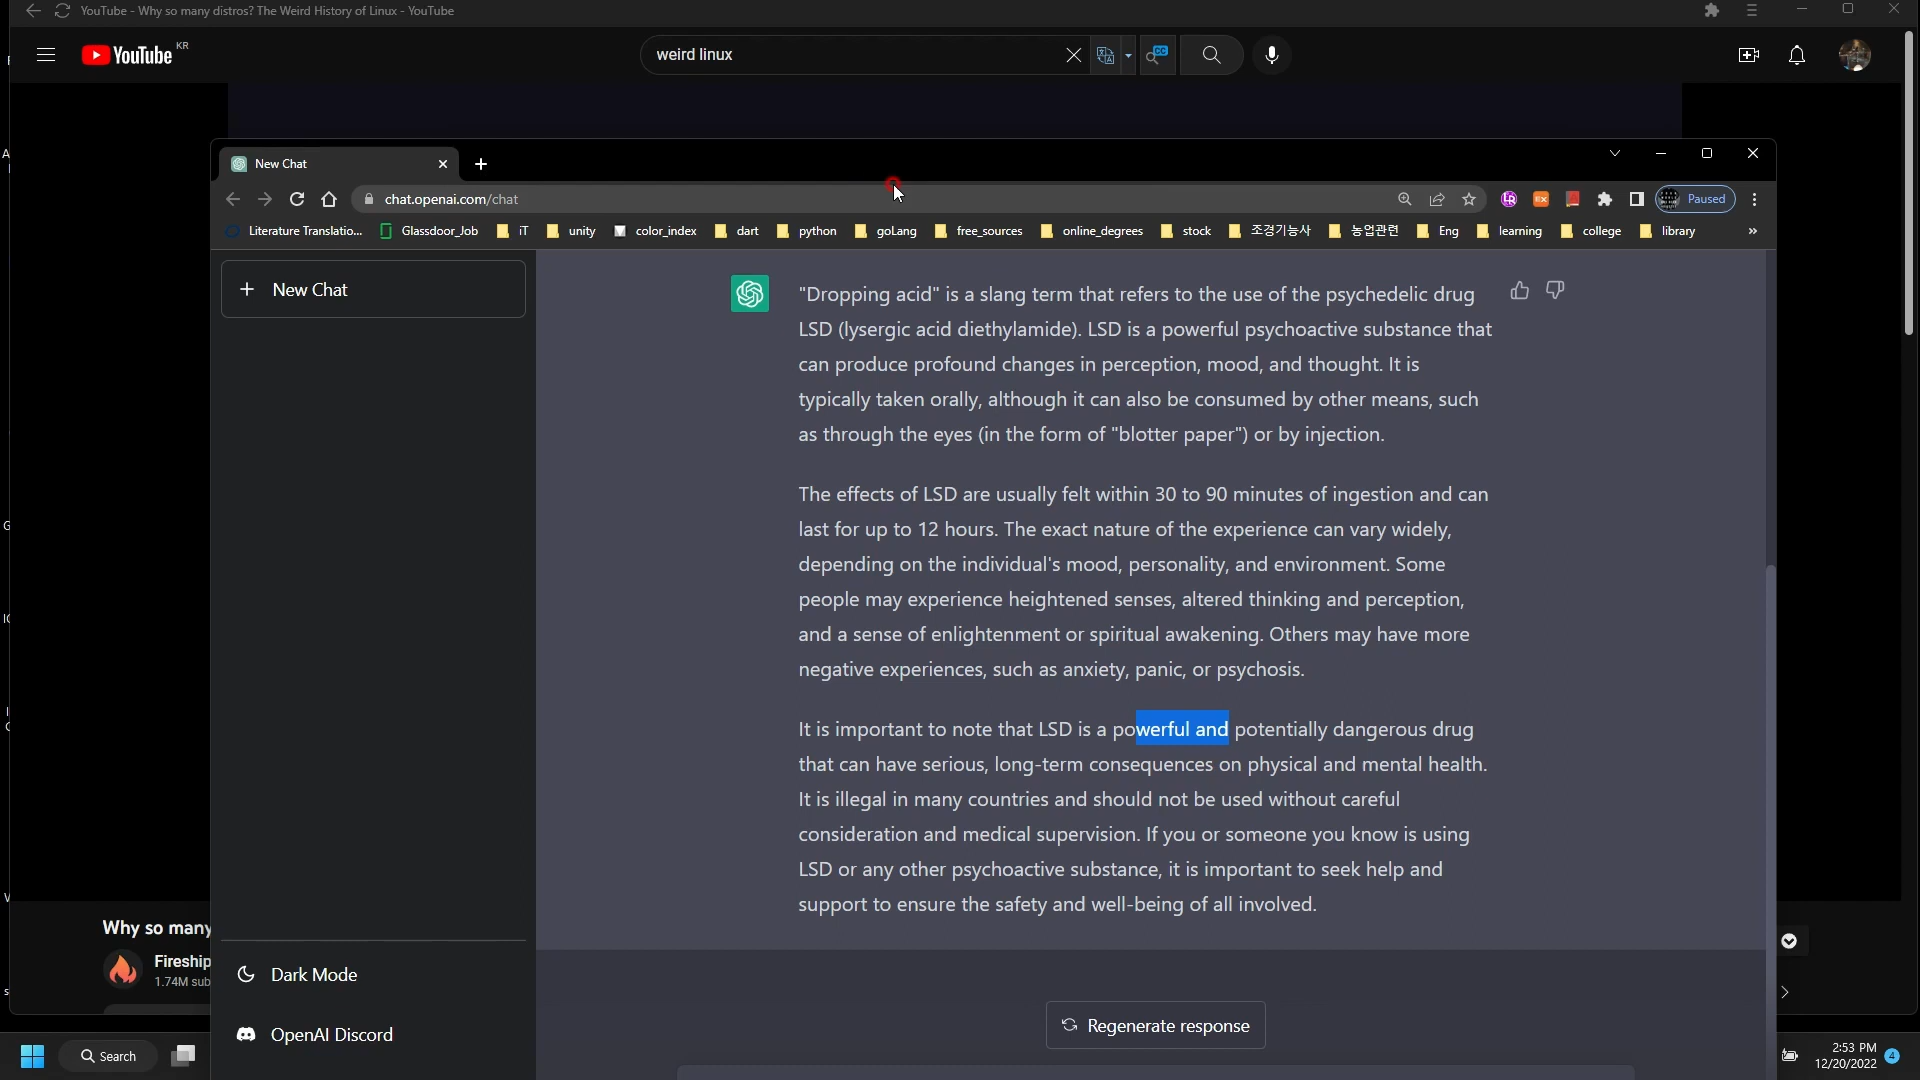 YouTube - Why so many distros? The Weird History of Linux - YouTube
YouTube KR
weird linux
CC
New Chat
chat.openai.com/chat
Paused
Literature Translatio...
Glassdoor_Job
iT
unity
color_index
dart
python
goLang
free_sources
online_degrees
stock
조경기능사
농업관련
Eng
learning
college
library
»
New Chat
"Dropping acid" is a slang term that refers to the use of the psychedelic drug
LSD (lysergic acid diethylamide). LSD is a powerful psychoactive substance that
can produce profound changes in perception, mood, and thought. It is
typically taken orally, although it can also be consumed by other means, such
as through the eyes (in the form of "blotter paper") or by injection.
The effects of LSD are usually felt within 30 to 90 minutes of ingestion and can
last for up to 12 hours. The exact nature of the experience can vary widely,
depending on the individual's mood, personality, and environment. Some
people may experience heightened senses, altered thinking and perception,
and a sense of enlightenment or spiritual awakening. Others may have more
negative experiences, such as anxiety, panic, or psychosis.
It is important to note that LSD is a powerful and potentially dangerous drug
that can have serious, long-term consequences on physical and mental health.
It is illegal in many countries and should not be used without careful
consideration and medical supervision. If you or someone you know is using
LSD or any other psychoactive substance, it is important to seek help and
support to ensure the safety and well-being of all involved.
Why so many
Fireship
1.74M sub
Dark Mode
OpenAI Discord
Regenerate response
Search
2:53 PM
12/20/2022
4